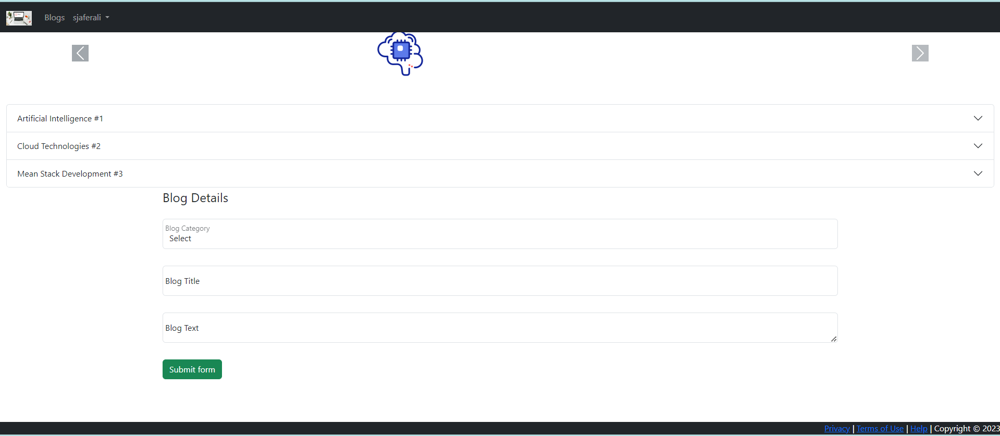 Blogs sjaferali
Artificial Intelligence #1
Cloud Technologies #2
Mean Stack Development #3
Blog Details
Blog Category
Select
Blog Title
Blog Text
Submit form
Privacy | Terms of Use | Help | Copyright © 2023